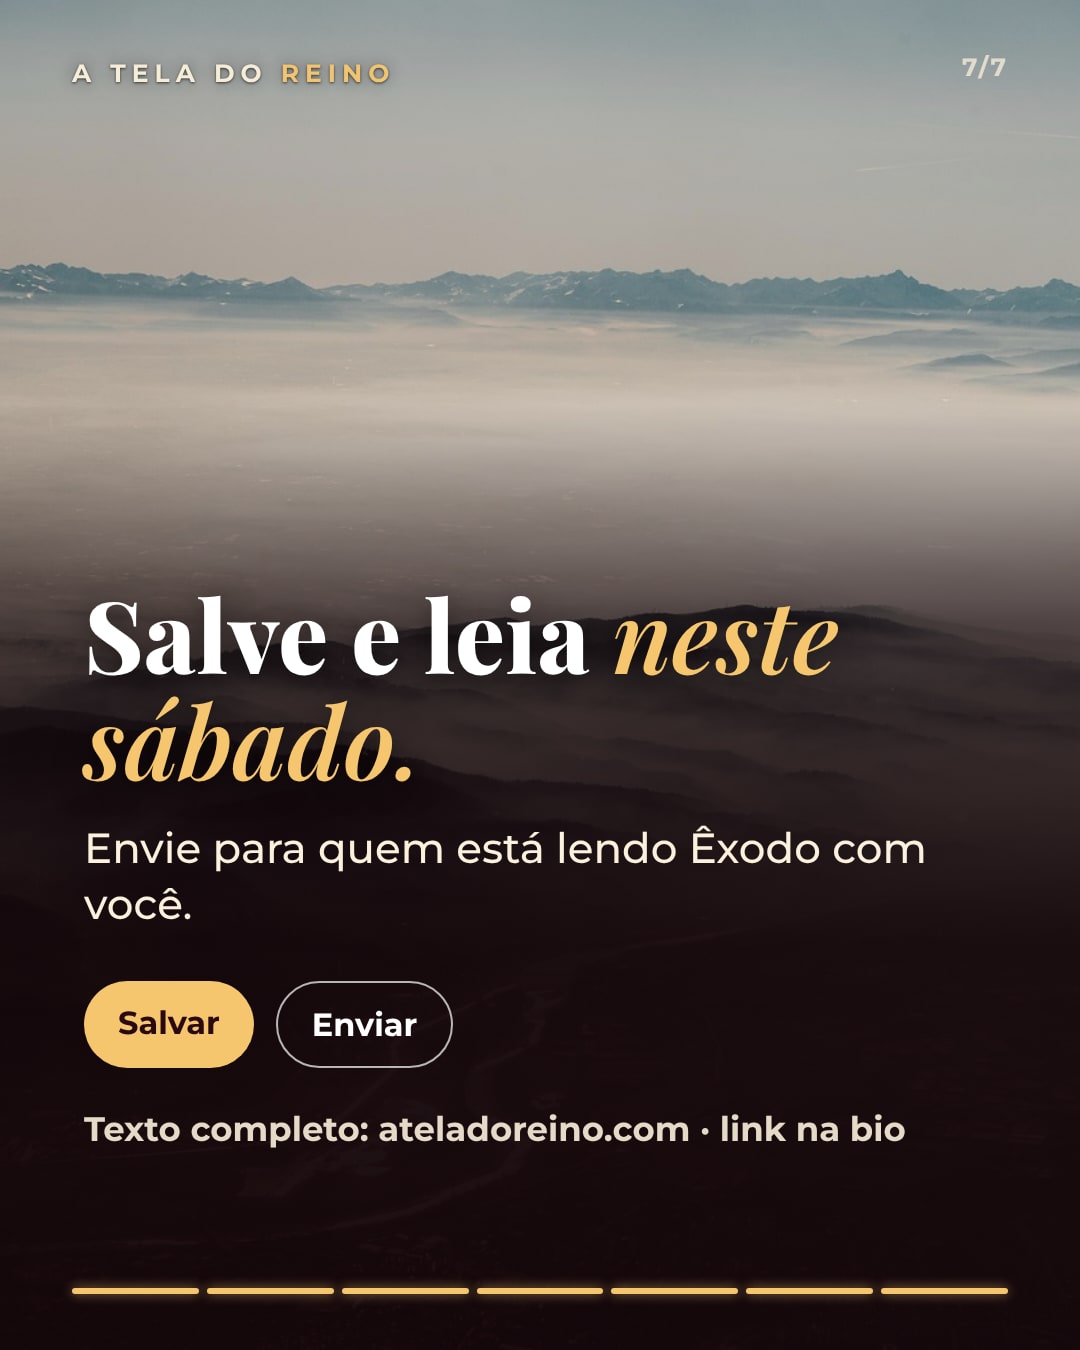 A TELA DO REINO
7/7
Salve e leia neste
sábado.
Envie para quem está lendo Êxodo com
você.
Salvar
Enviar
Texto completo: ateladoreino.com · link na bio